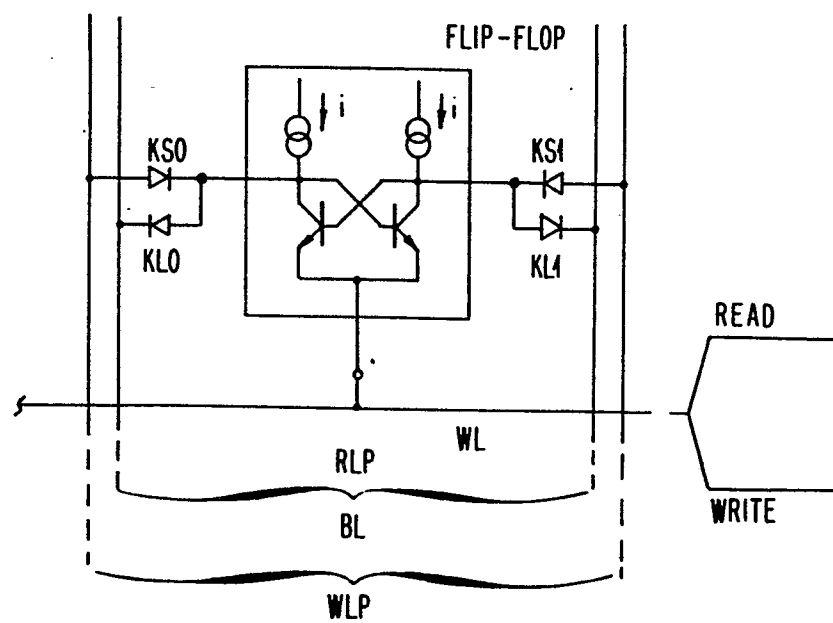 FLIP-FLOP
i
i
KS0
KS1
KL0
KL1
READ
WL
RLP
WRITE
BL
WLP